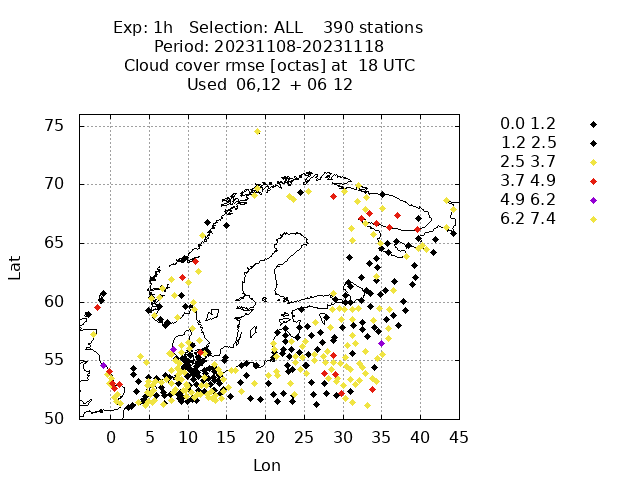 Exp: 1h   Selection: ALL    390 stations
Period: 20231108-20231118
Cloud cover rmse [octas] at  18 UTC
Used  06,12  + 06 12
75
70
65
60
55
50
Lat
0 5 10 15 20 25 30 35 40 45
Lon
0.0 1.2
1.2 2.5
2.5 3.7
3.7 4.9
4.9 6.2
6.2 7.4